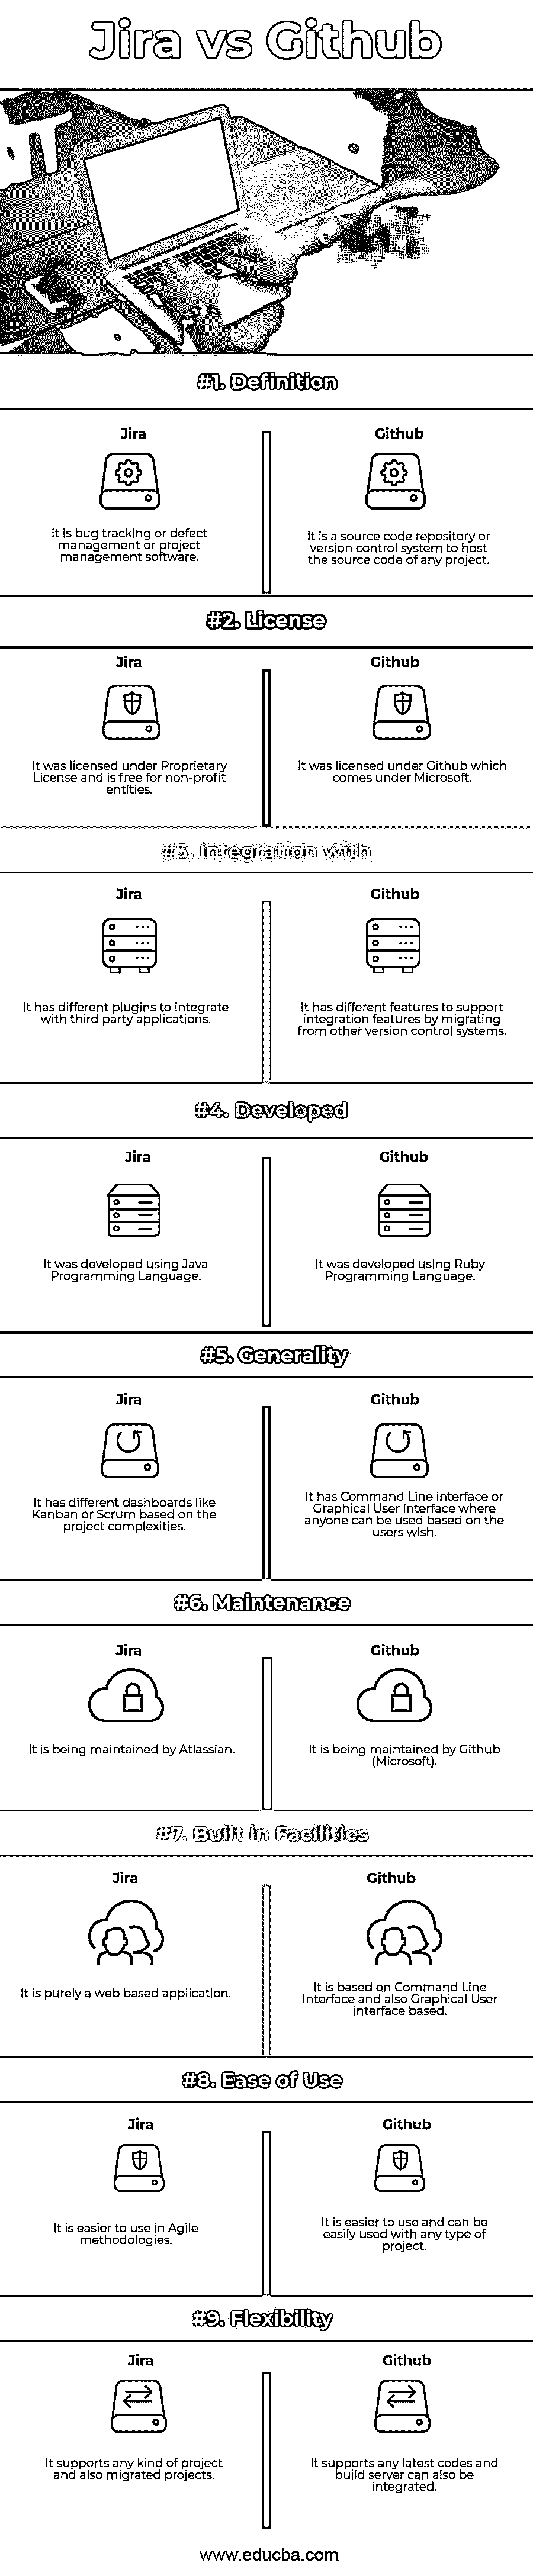 Jira vs Github
#1. Definition
Jira
Github
It is bug tracking or defect
management or project
management software.
It is a source code repository or
version control system to host
the source code of any project.
#2. License
Jira
Github
It was licensed under Proprietary
License and is free for non-profit
entities.
It was licensed under Github which
comes under Microsoft.
#3. Integration with
Jira
Github
It has different plugins to integrate
with third party applications.
It has different features to support
integration features by migrating
from other version control systems.
#4. Developed
Jira
Github
It was developed using Java
Programming Language.
It was developed using Ruby
Programming Language.
#5. Generality
Jira
Github
It has different dashboards like
Kanban or Scrum based on the
project complexities.
It has Command Line interface or
Graphical User interface where
anyone can be used based on the
users wish.
#6. Maintenance
Jira
Github
It is being maintained by Atlassian.
It is being maintained by Github
(Microsoft).
#7. Built in Facilities
Jira
Github
It is purely a web based application.
It is based on Command Line
Interface and also Graphical User
interface based.
#8. Ease of Use
Jira
Github
It is easier to use in Agile
methodologies.
It is easier to use and can be
easily used with any type of
project.
#9. Flexibility
Jira
Github
It supports any kind of project
and also migrated projects.
It supports any latest codes and
build server can also be
integrated.
www.educba.com